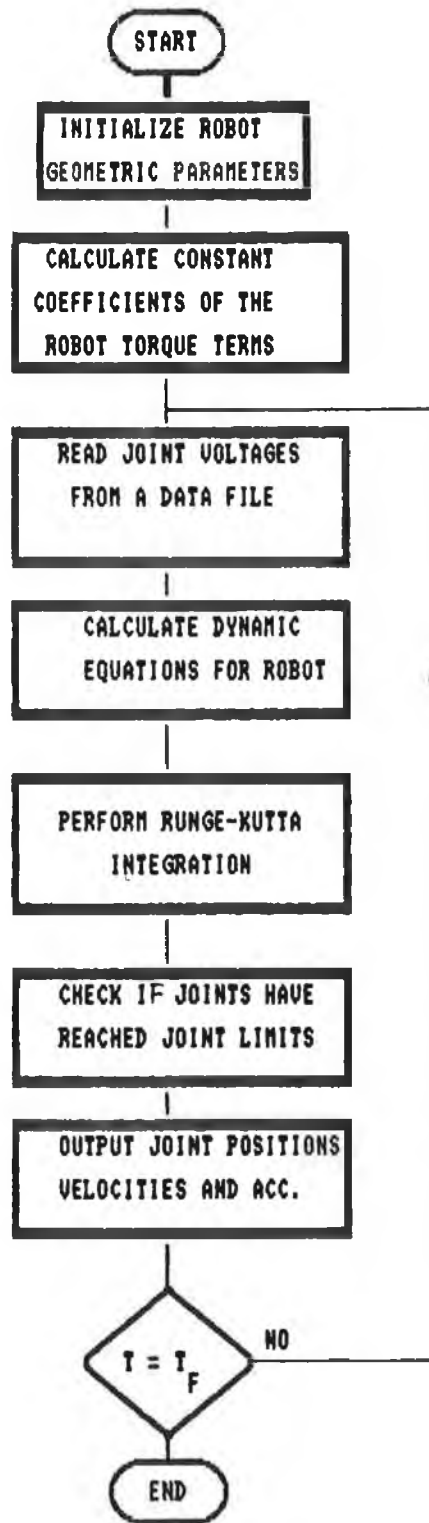 START
INITIALIZE ROBOT
GEOMETRIC PARAMETERS
CALCULATE CONSTANT
COEFFICIENTS OF THE
ROBOT TORQUE TERMS
READ JOINT VOLTAGES
FROM A DATA FILE
CALCULATE DYNAMIC
EQUATIONS FOR ROBOT
PERFORM RUNGE-KUTTA
INTEGRATION
CHECK IF JOINTS HAVE
REACHED JOINT LIMITS
OUTPUT JOINT POSITIONS
VELOCITIES AND ACC.
NO
T = T_F
END